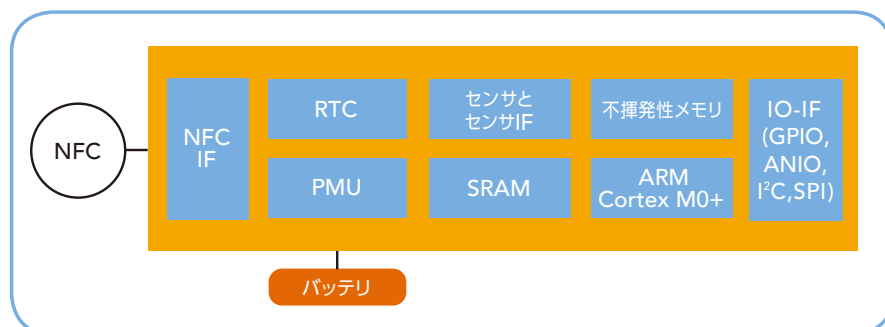 NFC
NFC
IF
RTC
センサと
センサIF
不揮発性メモリ
IO-IF
(GPIO,
ANIO,
I²C,SPI)
PMU
SRAM
ARM
Cortex M0+
バッテリ